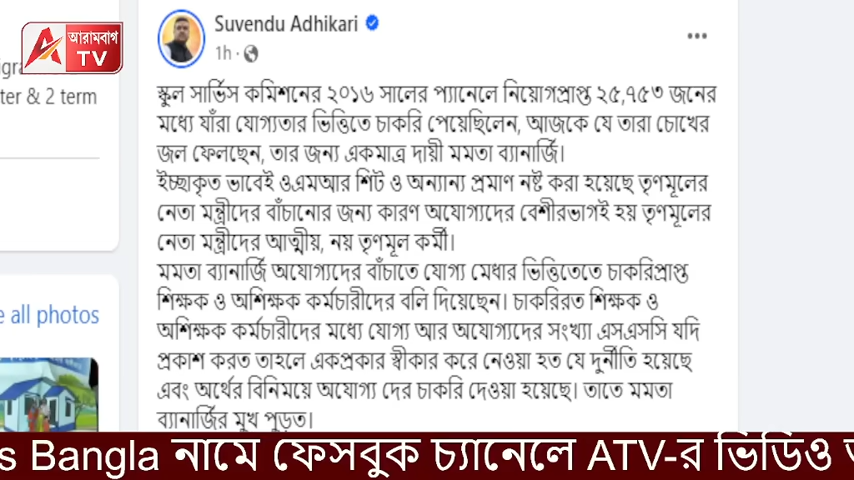 Suvendu Adhikari
1h
আরামবাগ
TV
ter & 2 term
স্কুল সার্ভিস কমিশনের ২০১৬ সালের প্যানেলে নিয়োগপ্রাপ্ত ২৫,৭৫৩ জনের
মধ্যে যাঁরা যোগ্যতার ভিত্তিতে চাকরি পেয়েছিলেন, আজকে যে তারা চোখের
জল ফেলছেন, তার জন্য একমাত্র দায়ী মমতা ব্যানার্জি।
ইচ্ছাকৃত ভাবেই ওএমআর শিট ও অন্যান্য প্রমাণ নষ্ট করা হয়েছে তৃণমূলের
নেতা মন্ত্রীদের বাঁচানোর জন্য কারণ অযোগ্যদের বেশীরভাগই হয় তৃণমূলের
নেতা মন্ত্রীদের আত্মীয়, নয় তৃণমূল কর্মী।
মমতা ব্যানার্জি অযোগ্যদের বাঁচাতে যোগ্য মেধার ভিত্তিতেতে চাকরিপ্রাপ্ত
শিক্ষক ও অশিক্ষক কর্মচারীদের বলি দিয়েছেন। চাকরিরত শিক্ষক ও
অশিক্ষক কর্মচারীদের মধ্যে যোগ্য আর অযোগ্যদের সংখ্যা এসএসসি যদি
প্রকাশ করত তাহলে একপ্রকার স্বীকার করে নেওয়া হত যে দুর্নীতি হয়েছে
এবং অর্থের বিনিময়ে অযোগ্য দের চাকরি দেওয়া হয়েছে। তাতে মমতা
ব্যানার্জির মুখ পুড়ত।
e all photos
s Bangla নামে ফেসবুক চ্যানেলে ATV-র ভিডিও